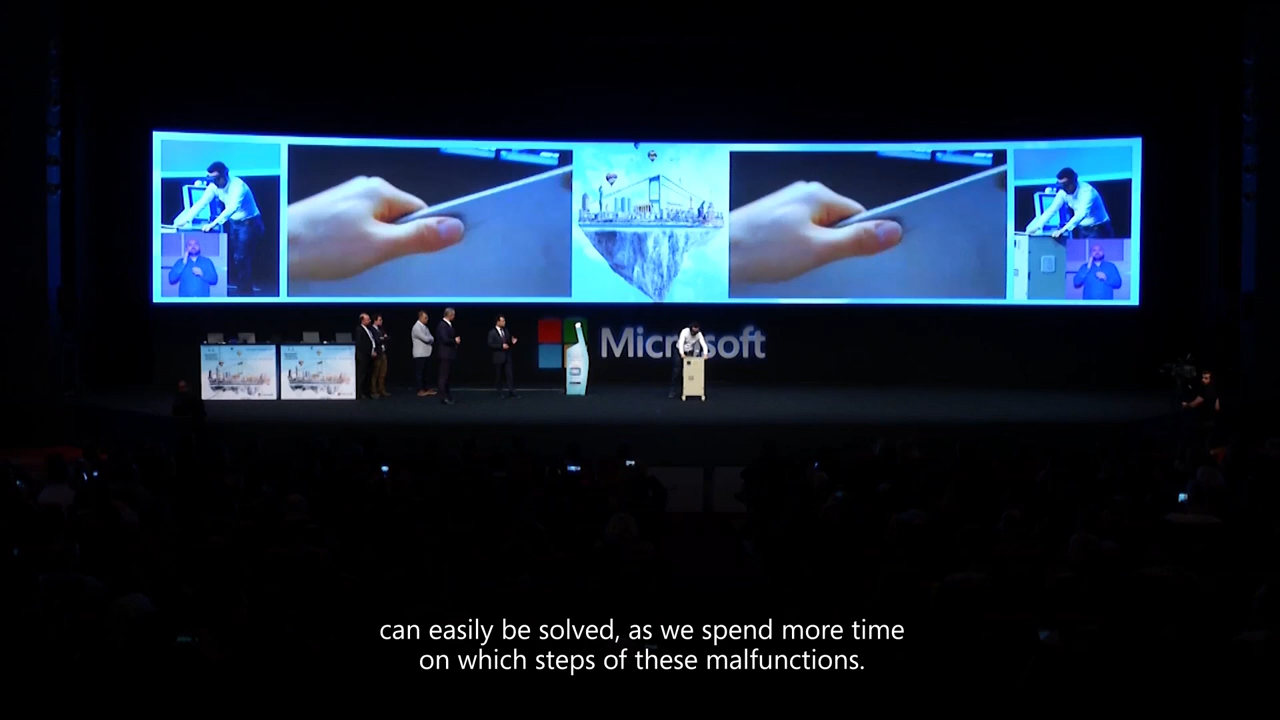 Microsoft
can easily be solved, as we spend more time
on which steps of these malfunctions.